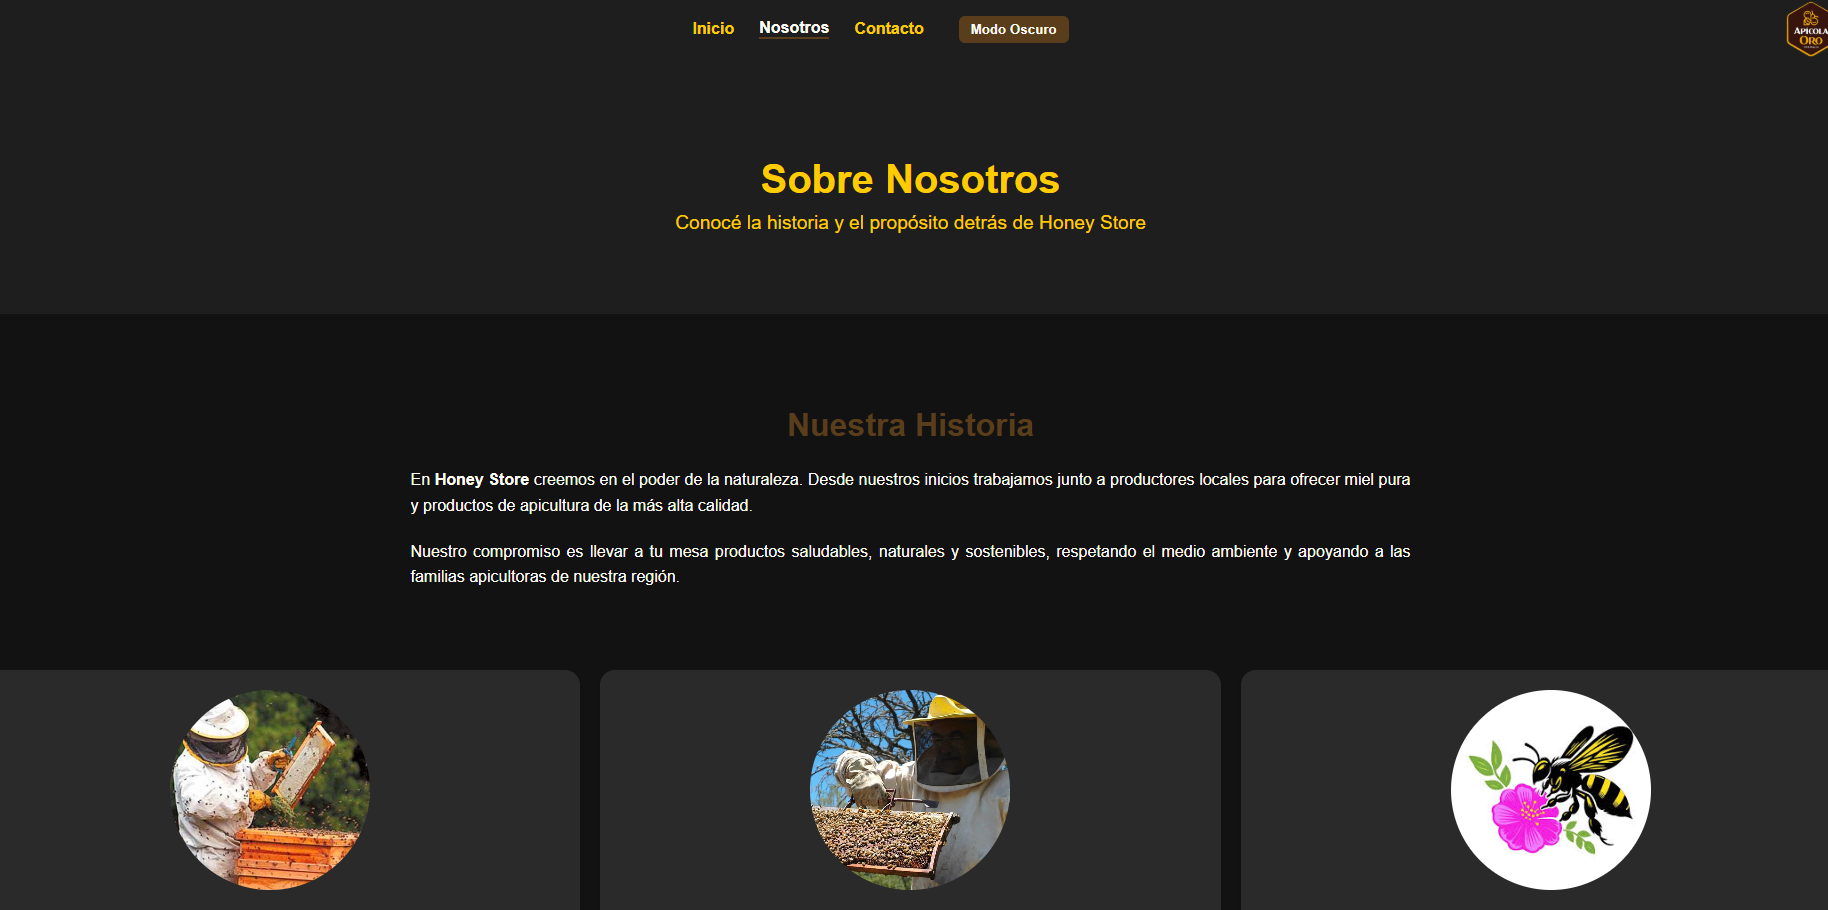 Inicio Nosotros Contacto Modo Oscuro
APICOLA
ORO
Sobre Nosotros
Conocé la historia y el propósito detrás de Honey Store
Nuestra Historia
En Honey Store creemos en el poder de la naturaleza. Desde nuestros inicios trabajamos junto a productores locales para ofrecer miel pura
y productos de apicultura de la más alta calidad.
Nuestro compromiso es llevar a tu mesa productos saludables, naturales y sostenibles, respetando el medio ambiente y apoyando a las
familias apicultoras de nuestra región.